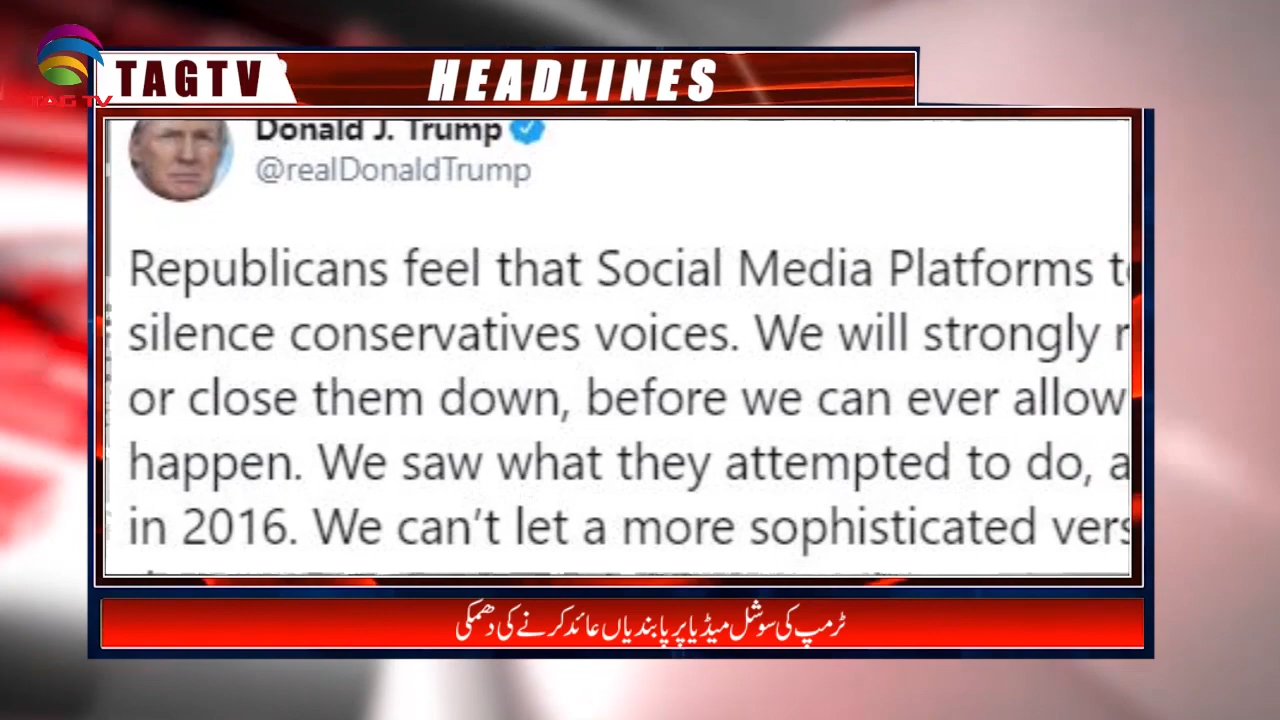 TAG TV
TAGTV
HEADLINES
Donald J. Trump
@realDonaldTrump
Republicans feel that Social Media Platforms
silence conservatives voices. We will strongly
or close them down, before we can ever allow
happen. We saw what they attempted to do,
in 2016. We can't let a more sophisticated
ٹرمپ کی سوشل میڈیا پر پابندیاں عائد کرنے کی دھمکی